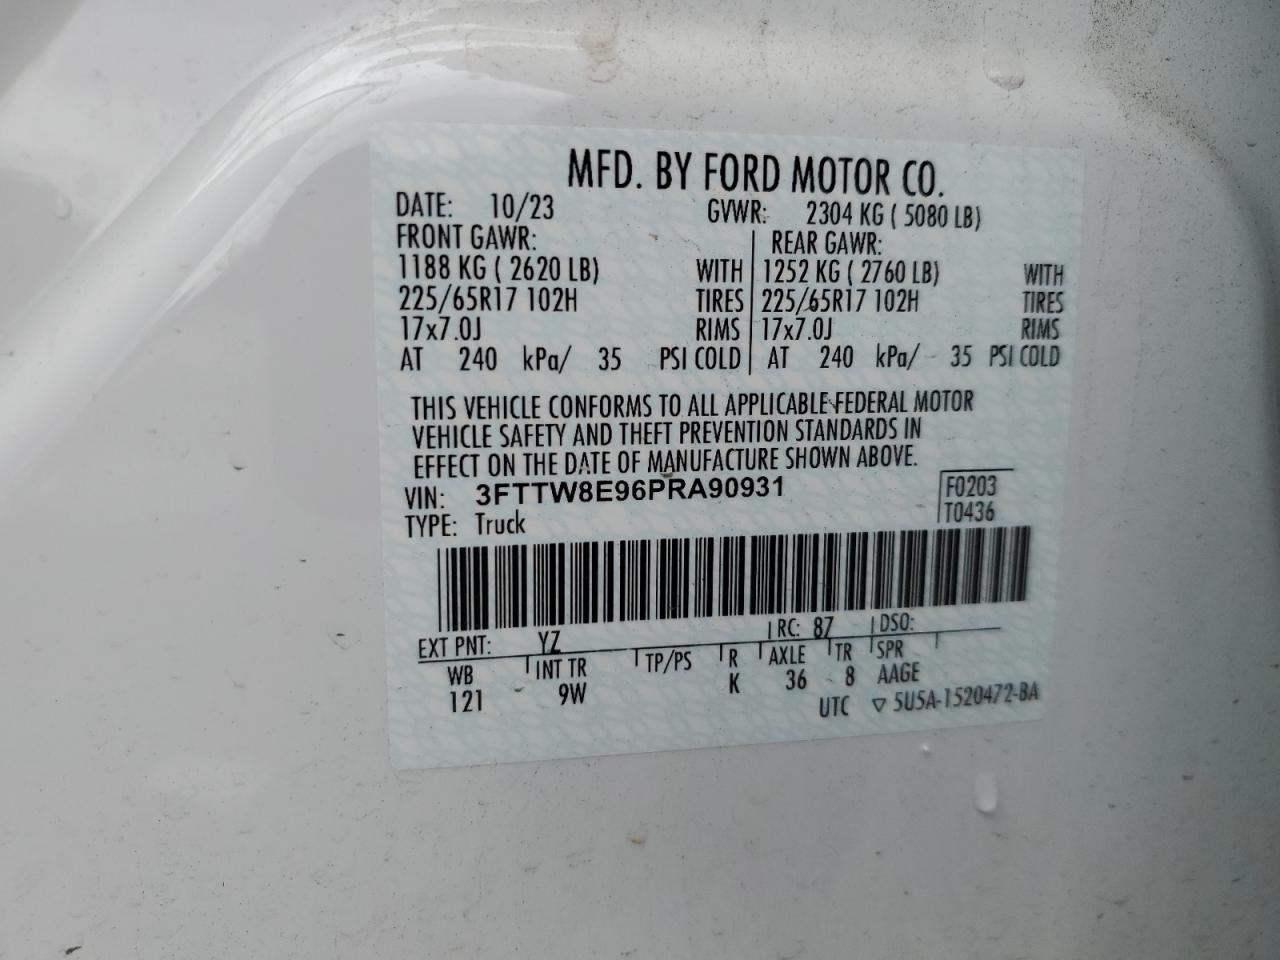 MFD. BY FORD MOTOR CO.
DATE: 10/23 GVWR: 2304 KG ( 5080 LB)
FRONT GAWR: REAR GAWR:
1188 KG ( 2620 LB) WITH 1252 KG ( 2760 LB) WITH
225/65R17 102H TIRES 225/65R17 102H TIRES
17x7.0J RIMS 17x7.0J RIMS
AT 240 kPa/ 35 PSI COLD AT 240 kPa/ 35 PSI COLD
THIS VEHICLE CONFORMS TO ALL APPLICABLE FEDERAL MOTOR
VEHICLE SAFETY AND THEFT PREVENTION STANDARDS IN
EFFECT ON THE DATE OF MANUFACTURE SHOWN ABOVE.
VIN: 3FTTW8E96PRA90931 F0203
TYPE: Truck T0436
EXT PNT: YZ RC: 87 DSO:
WB INT TR TP/PS R AXLE TR SPR
121 9W K 36 8 AAGE
UTC ▽ 5U5A-1520472-BA